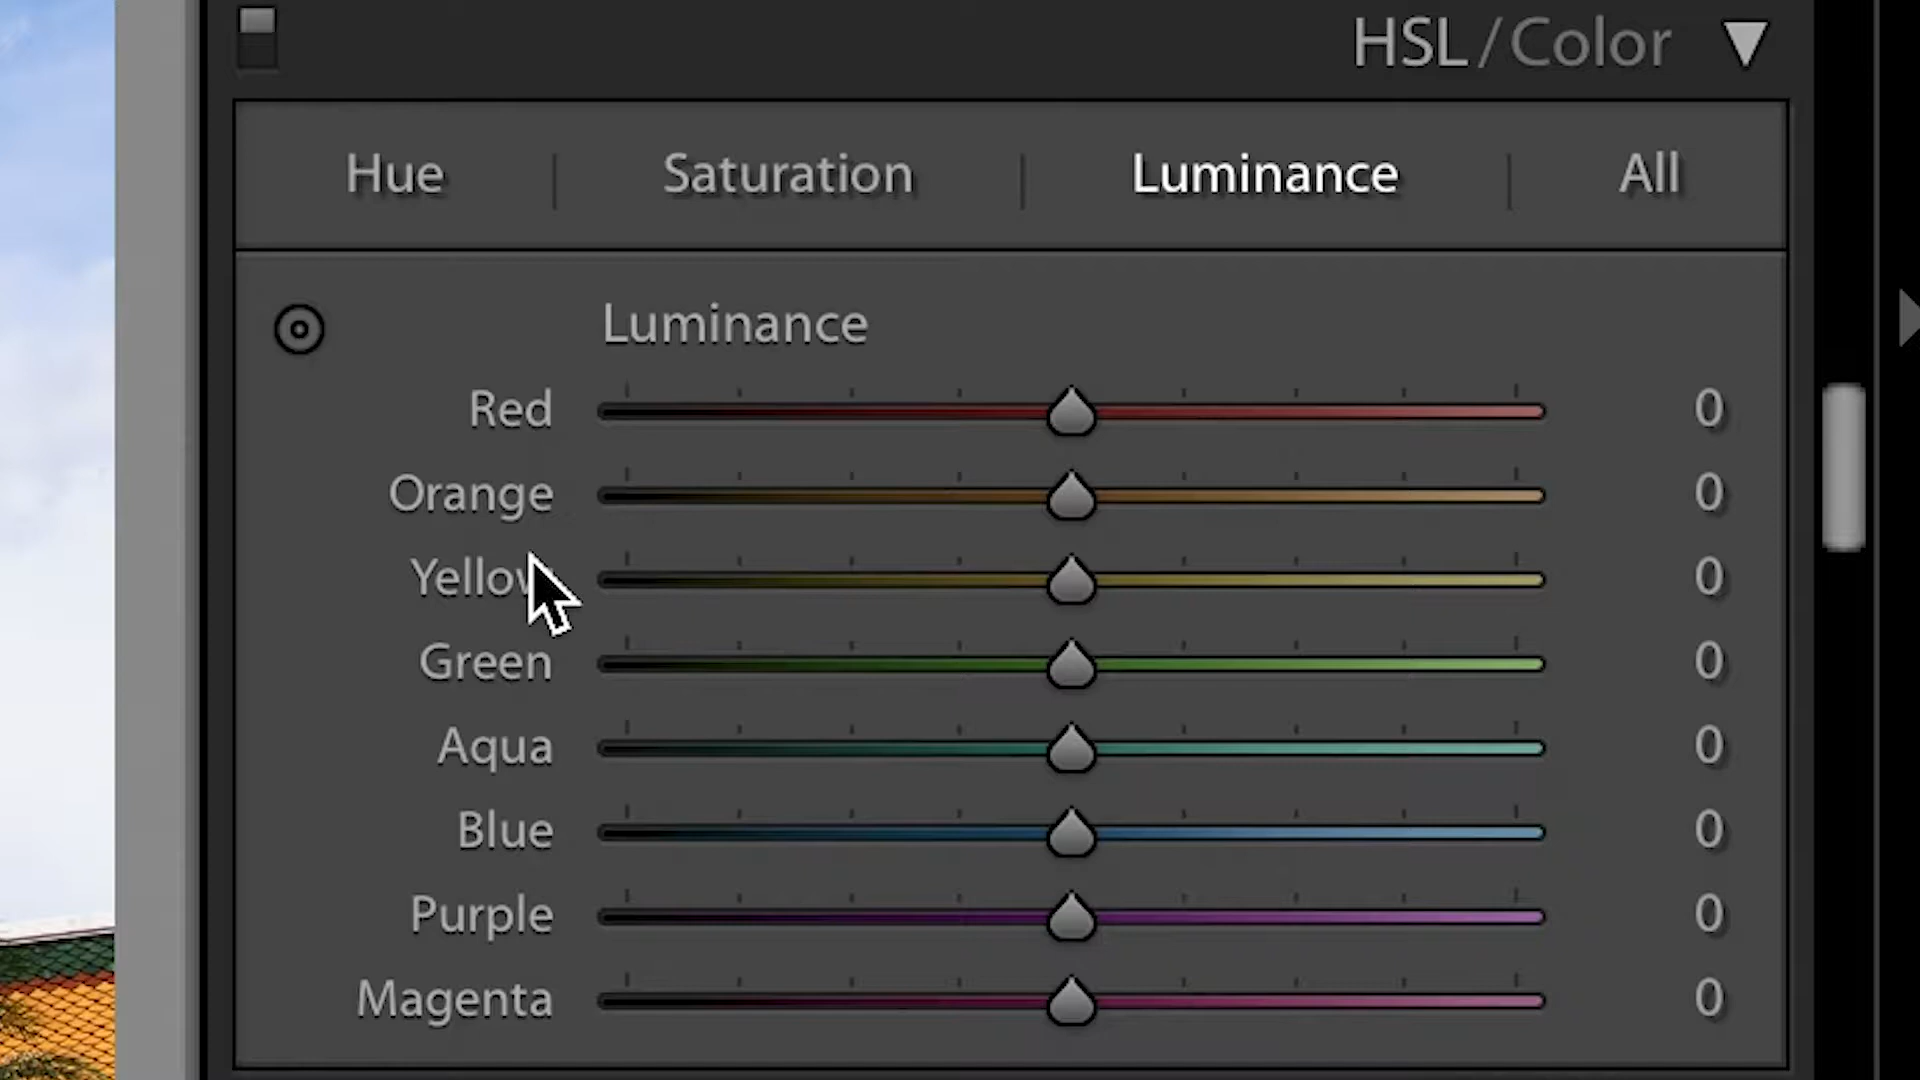 HSL / Color
Hue | Saturation | Luminance | All
Luminance
Red 0
Orange 0
Yellow 0
Green 0
Aqua 0
Blue 0
Purple 0
Magenta 0